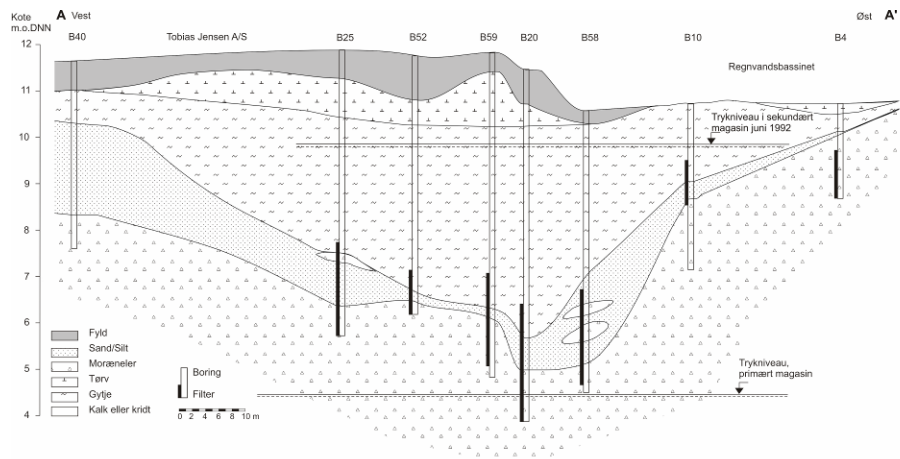 Kote
m.o.DNN
A Vest
Øst A'
Tobias Jensen A/S
B40
B25
B52
B59
B20
B58
B10
B4
Regnvandsbassinet
12
11
10
9
8
7
6
5
4
Trykniveau i sekundært
magasin juni 1992
Trykniveau,
primært magasin
Fyld
Sand/Silt
Moræneler
Tørv
Gytje
Kalk eller kridt
Boring
Filter
0 2 4 6 8 10 m